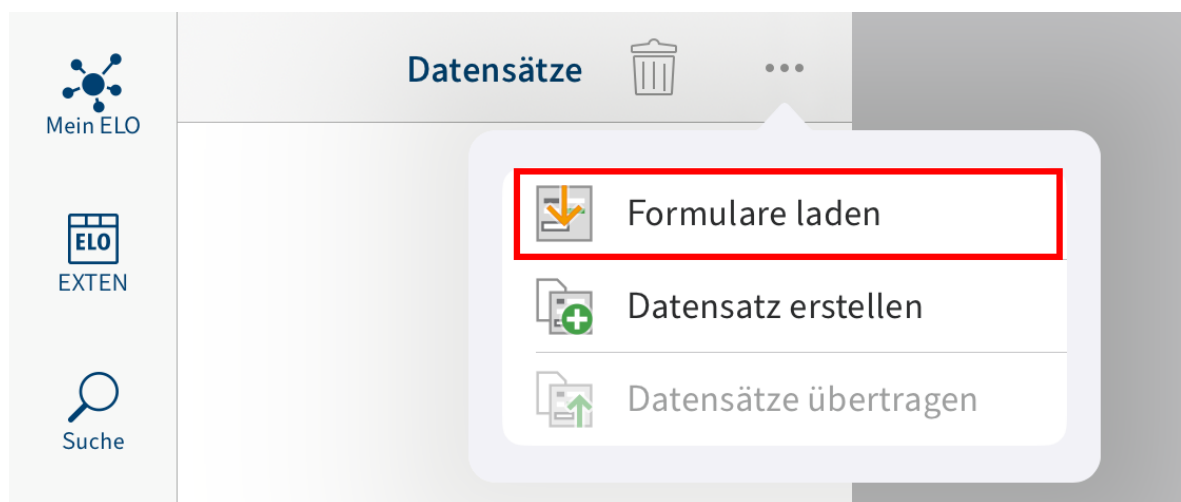 Datensätze
Mein ELO
Formulare laden
ELO
EXTEN
Datensatz erstellen
Datensätze übertragen
Suche